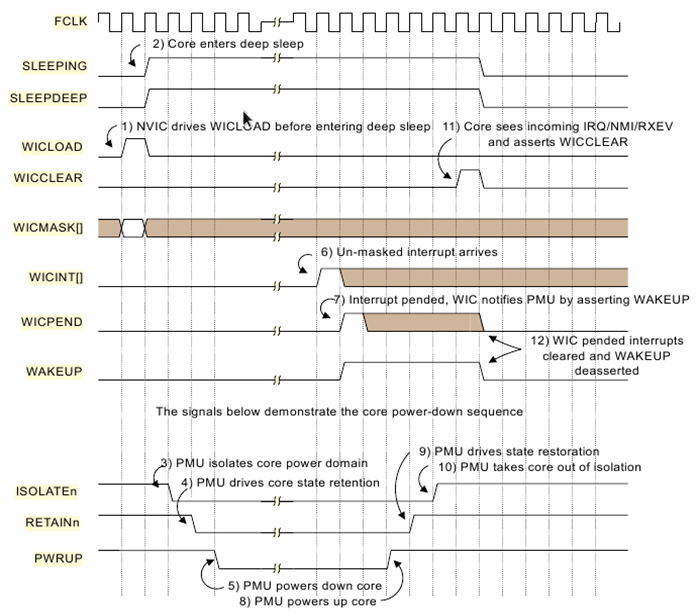 FCLK
2) Core enters deep sleep
SLEEPING
SLEEPDEEP
1) NVIC drives WICLOAD before entering deep sleep
11) Core sees incoming IRQ/NMI/RXEV
and asserts WICCLEAR
WICLOAD
WICCLEAR
WICMASK[]
6) Un-masked interrupt arrives
WICINT[]
7) Interrupt pended, WIC notifies PMU by asserting WAKEUP
WICPEND
12) WIC pended interrupts
cleared and WAKEUP
deasserted
WAKEUP
The signals below demonstrate the core power-down sequence
9) PMU drives state restoration
3) PMU isolates core power domain
10) PMU takes core out of isolation
4) PMU drives core state retention
ISOLATEn
RETAINn
PWRUP
5) PMU powers down core
8) PMU powers up core